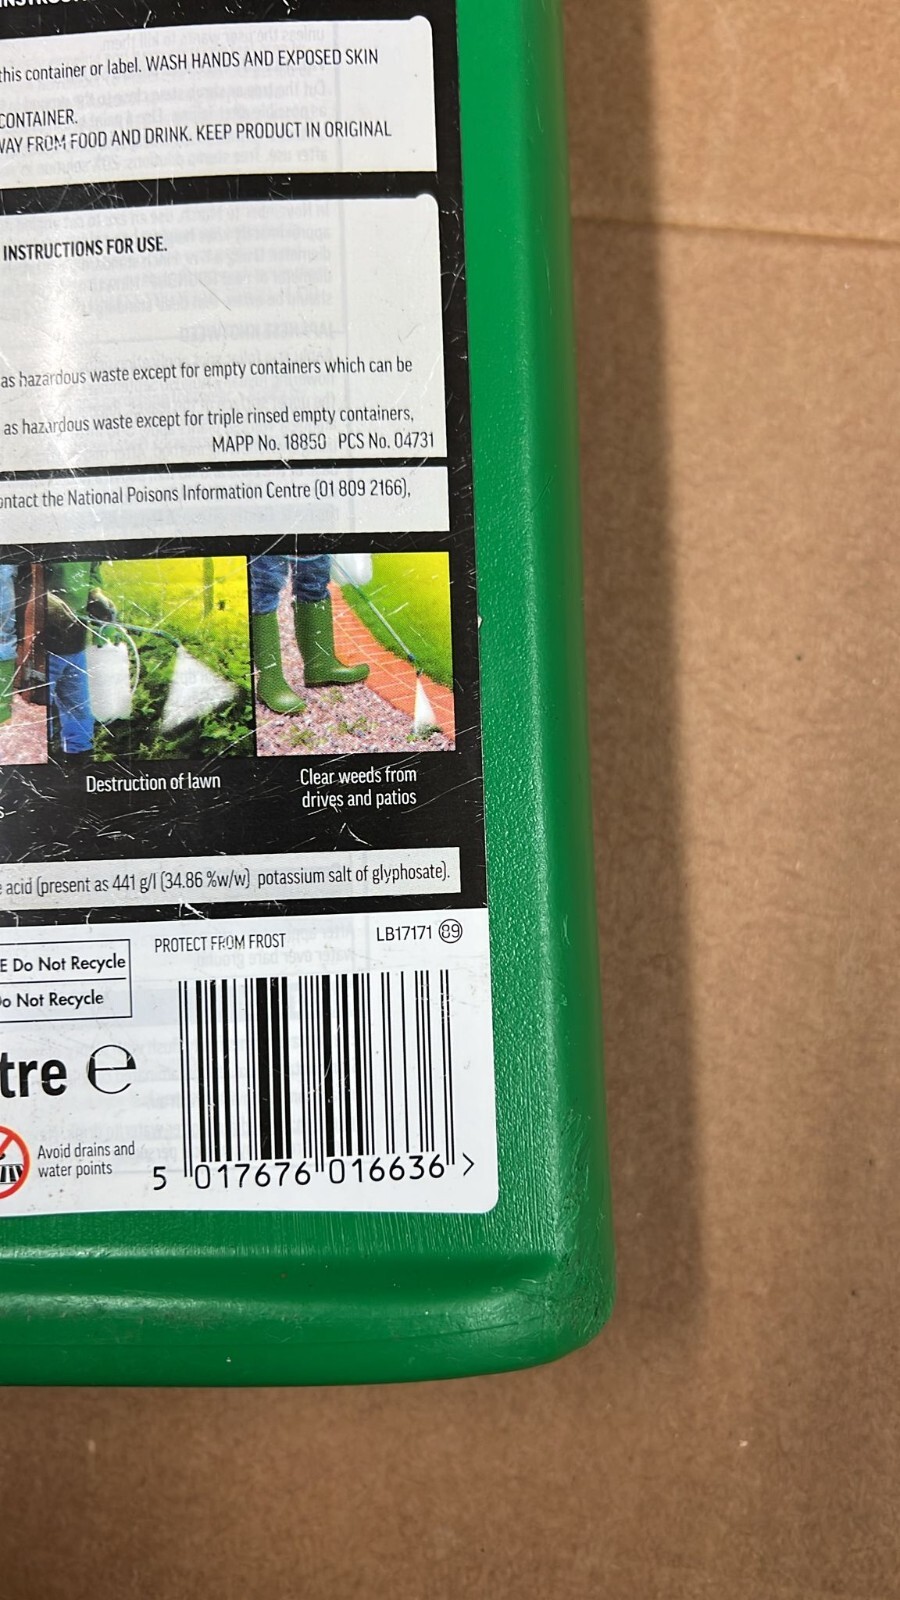 this container or label. WASH HANDS AND EXPOSED SKIN
CONTAINER.
WAY FROM FOOD AND DRINK. KEEP PRODUCT IN ORIGINAL
INSTRUCTIONS FOR USE.
as hazardous waste except for empty containers which can be
as hazardous waste except for triple rinsed empty containers,
MAPP No. 18850 PCS No. 04731
ontact the National Poisons Information Centre (01 809 2166),
Destruction of lawn
Clear weeds from
drives and patios
acid (present as 441 g/l (34.86 %w/w) potassium salt of glyphosate).
PROTECT FROM FROST
LB17171 89
E Do Not Recycle
Do Not Recycle
tre e
Avoid drains and
water points
5 017676 016636 >